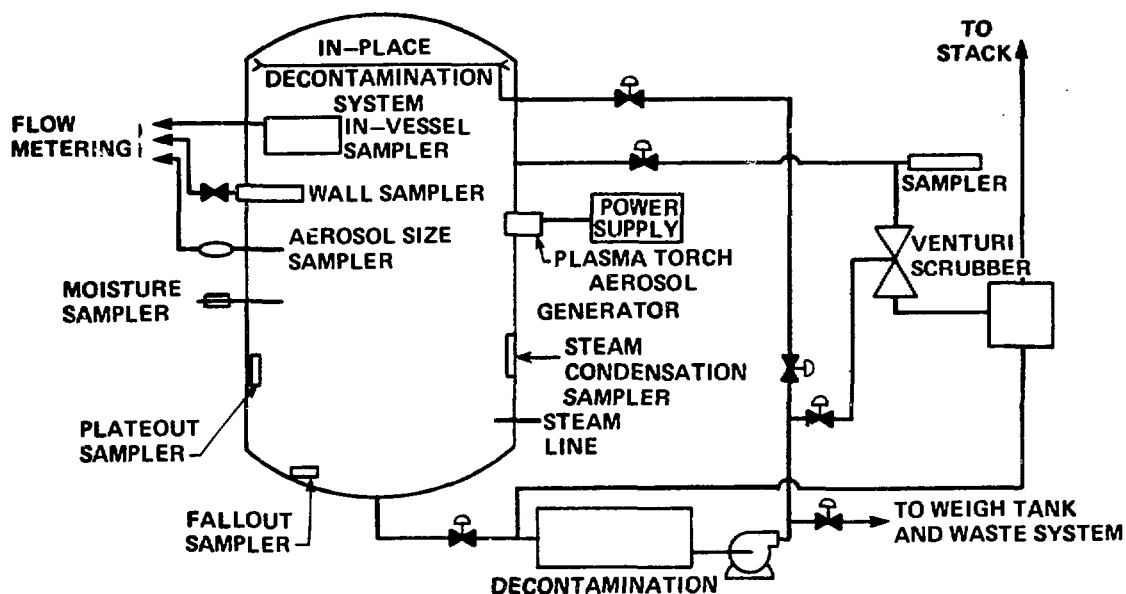 IN-PLACE
DECONTAMINATION
SYSTEM
TO
STACK
FLOW
METERING
IN-VESSEL
SAMPLER
WALL SAMPLER
SAMPLER
POWER
SUPPLY
AEROSOL SIZE
SAMPLER
PLASMA TORCH
AEROSOL
GENERATOR
VENTURI
SCRUBBER
MOISTURE
SAMPLER
STEAM
CONDENSATION
SAMPLER
PLATEOUT
SAMPLER
STEAM
LINE
FALLOUT
SAMPLER
TO WEIGH TANK
AND WASTE SYSTEM
DECONTAMINATION